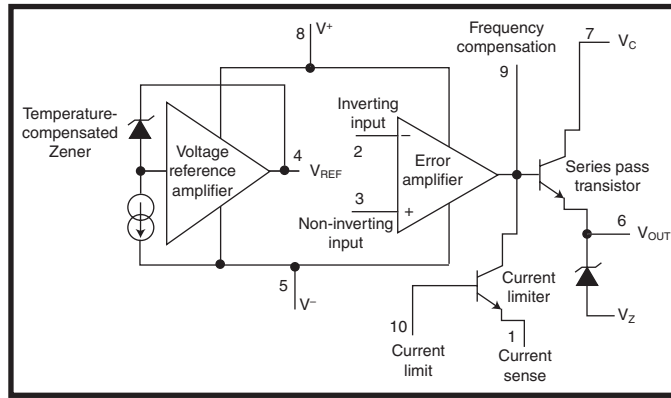 8
V+
Frequency
compensation
9
7
VC
Temperature-
compensated
Zener
Voltage
reference
amplifier
4
VREF
Inverting
input
2
−
Error
amplifier
3
+
Non-inverting
input
Series pass
transistor
6
VOUT
5
V−
Current
limiter
VZ
10
Current
limit
1
Current
sense